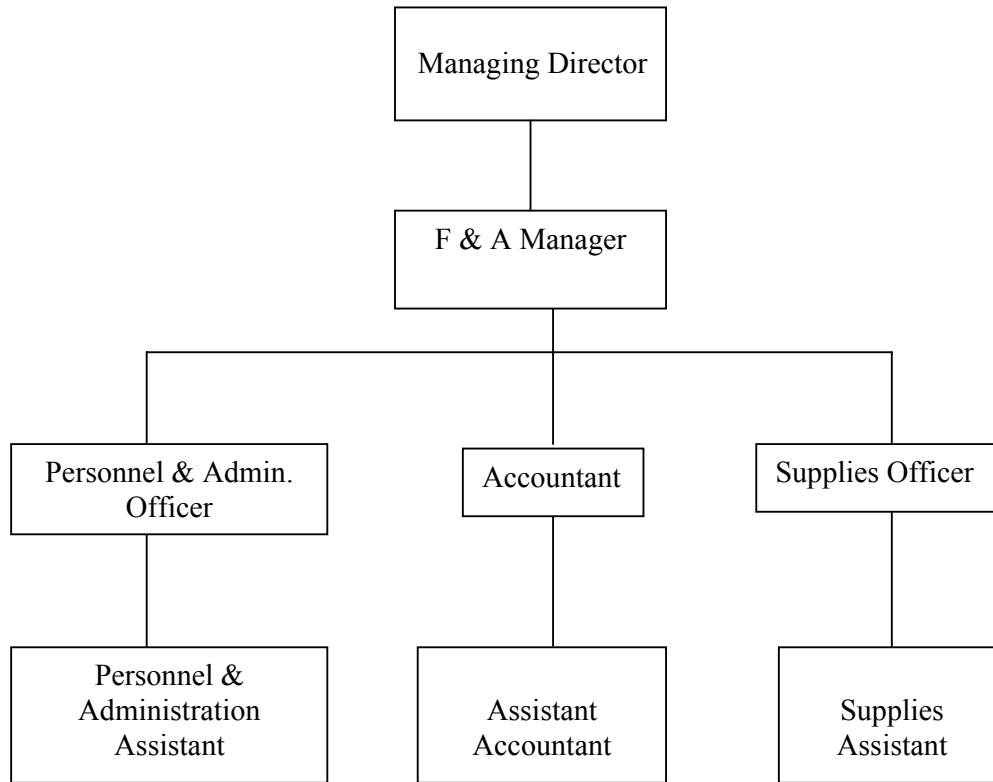 Managing Director
F & A Manager
Personnel & Admin.
Officer
Accountant
Supplies Officer
Personnel &
Administration
Assistant
Assistant
Accountant
Supplies
Assistant